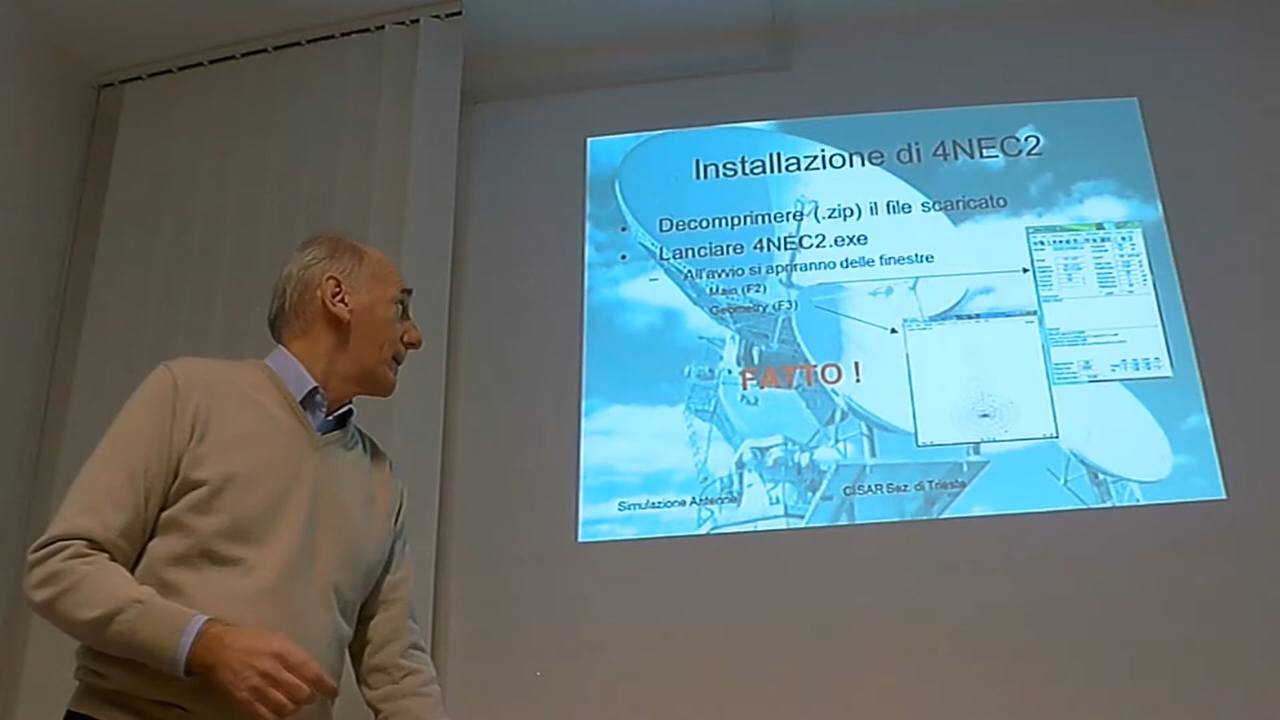 Installazione di 4NEC2
• Decomprimere (.zip) il file scaricato
• Lanciare 4NEC2.exe
– All'avvio si apriranno delle finestre
Main (F2)
Geometry (F3)
FATTO !
Simulazione Antenne
CISAR Sez. di Trieste